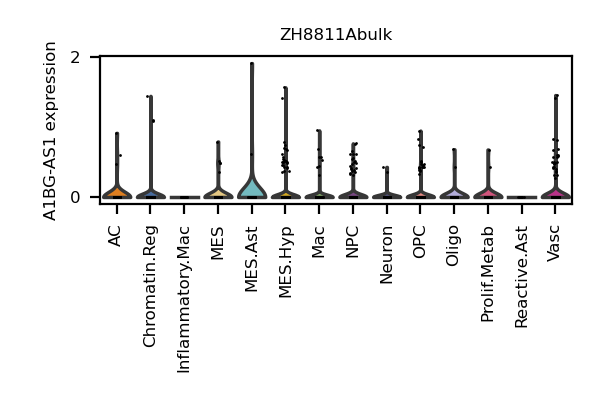 ZH8811Abulk
A1BG-AS1 expression
2
0
AC
Chromatin.Reg
Inflammatory.Mac
MES
MES.Ast
MES.Hyp
Mac
NPC
Neuron
OPC
Oligo
Prolif.Metab
Reactive.Ast
Vasc